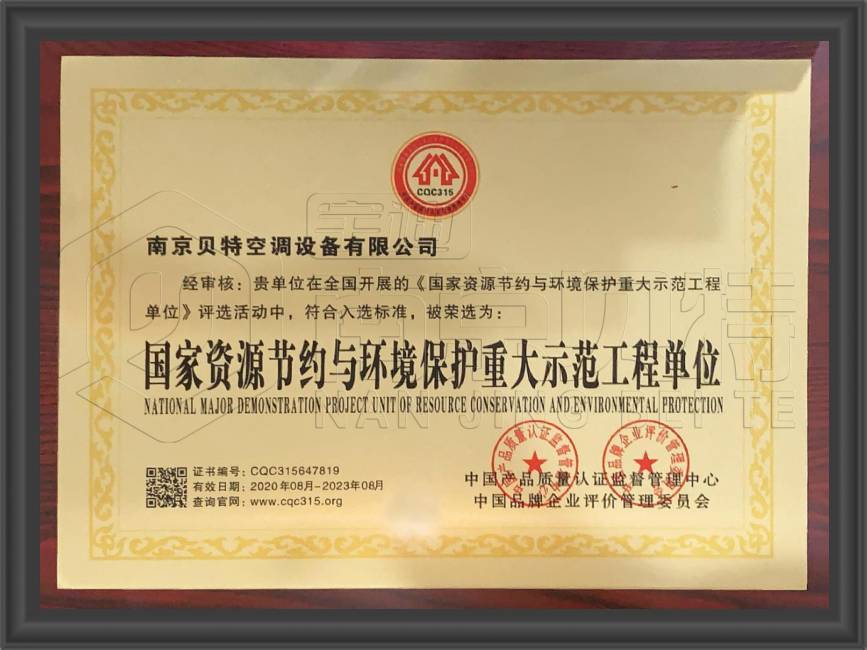 CQC315
南京贝特空调设备有限公司
经审核：贵单位在全国开展的《国家资源节约与环境保护重大示范工程
单位》评选活动中，符合入选标准，被荣选为：
国家资源节约与环境保护重大示范工程单位
NATIONAL MAJOR DEMONSTRATION PROJECT UNIT OF RESOURCE CONSERVATION AND ENVIRONMENTAL PROTECTION
证书编号：CQC315647819
有效日期：2020年08月-2023年08月
查询官网：www.cqc315.org
中国产品质量认证监督管理中心
中国品牌企业评价管理委员会